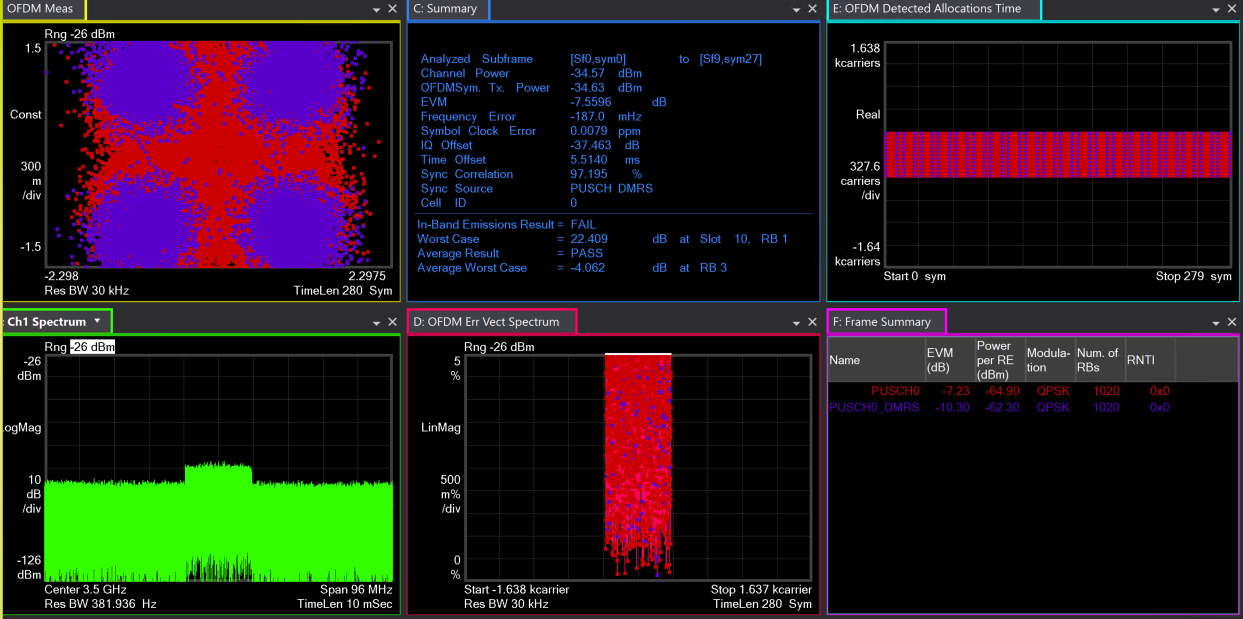 OFDM Meas
Rng -26 dBm
1.5
Const
300
m
/div
-1.5
-2.298
2.2975
Res BW 30 kHz
TimeLen 280 Sym
C: Summary
Analyzed Subframe [Sf0,sym0] to [Sf9,sym27]
Channel Power -34.57 dBm
OFDMSym. Tx. Power -34.63 dBm
EVM -7.5596 dB
Frequency Error -187.0 mHz
Symbol Clock Error 0.0079 ppm
IQ Offset -37.463 dB
Time Offset 5.5140 ms
Sync Correlation 97.195 %
Sync Source PUSCH DMRS
Cell ID 0
In-Band Emissions Result = FAIL
Worst Case = 22.409 dB at Slot 10, RB 1
Average Result = PASS
Average Worst Case = -4.062 dB at RB 3
E: OFDM Detected Allocations Time
1.638
kcarriers
Real
327.6
carriers
/div
-1.64
kcarriers
Start 0 sym
Stop 279 sym
Ch1 Spectrum
Rng -26 dBm
-26
dBm
ogMag
10
dB
/div
-126
dBm
Center 3.5 GHz
Span 96 MHz
Res BW 381.936 Hz
TimeLen 10 mSec
D: OFDM Err Vect Spectrum
Rng -26 dBm
5
%
LinMag
500
m%
/div
0
%
Start -1.638 kcarrier
Stop 1.637 kcarrier
Res BW 30 kHz
TimeLen 280 Sym
F: Frame Summary
Name EVM (dB) Power per RE (dBm) Modula-tion Num. of RBs RNTI
PUSCH0 -7.23 -64.90 QPSK 1020 0x0
PUSCH0_DMRS -10.30 -62.30 QPSK 1020 0x0